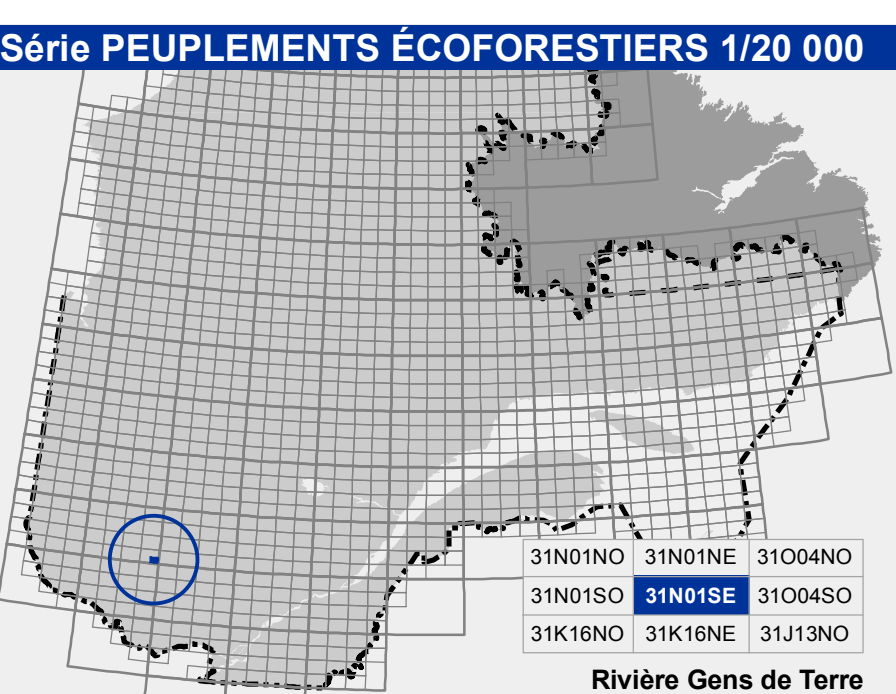 Série PEUPLEMENTS ÉCOFORESTIERS 1/20 000
31N01NO 31N01NE 31O04NO
31N01SO 31N01SE 31O04SO
31K16NO 31K16NE 31J13NO
Rivière Gens de Terre